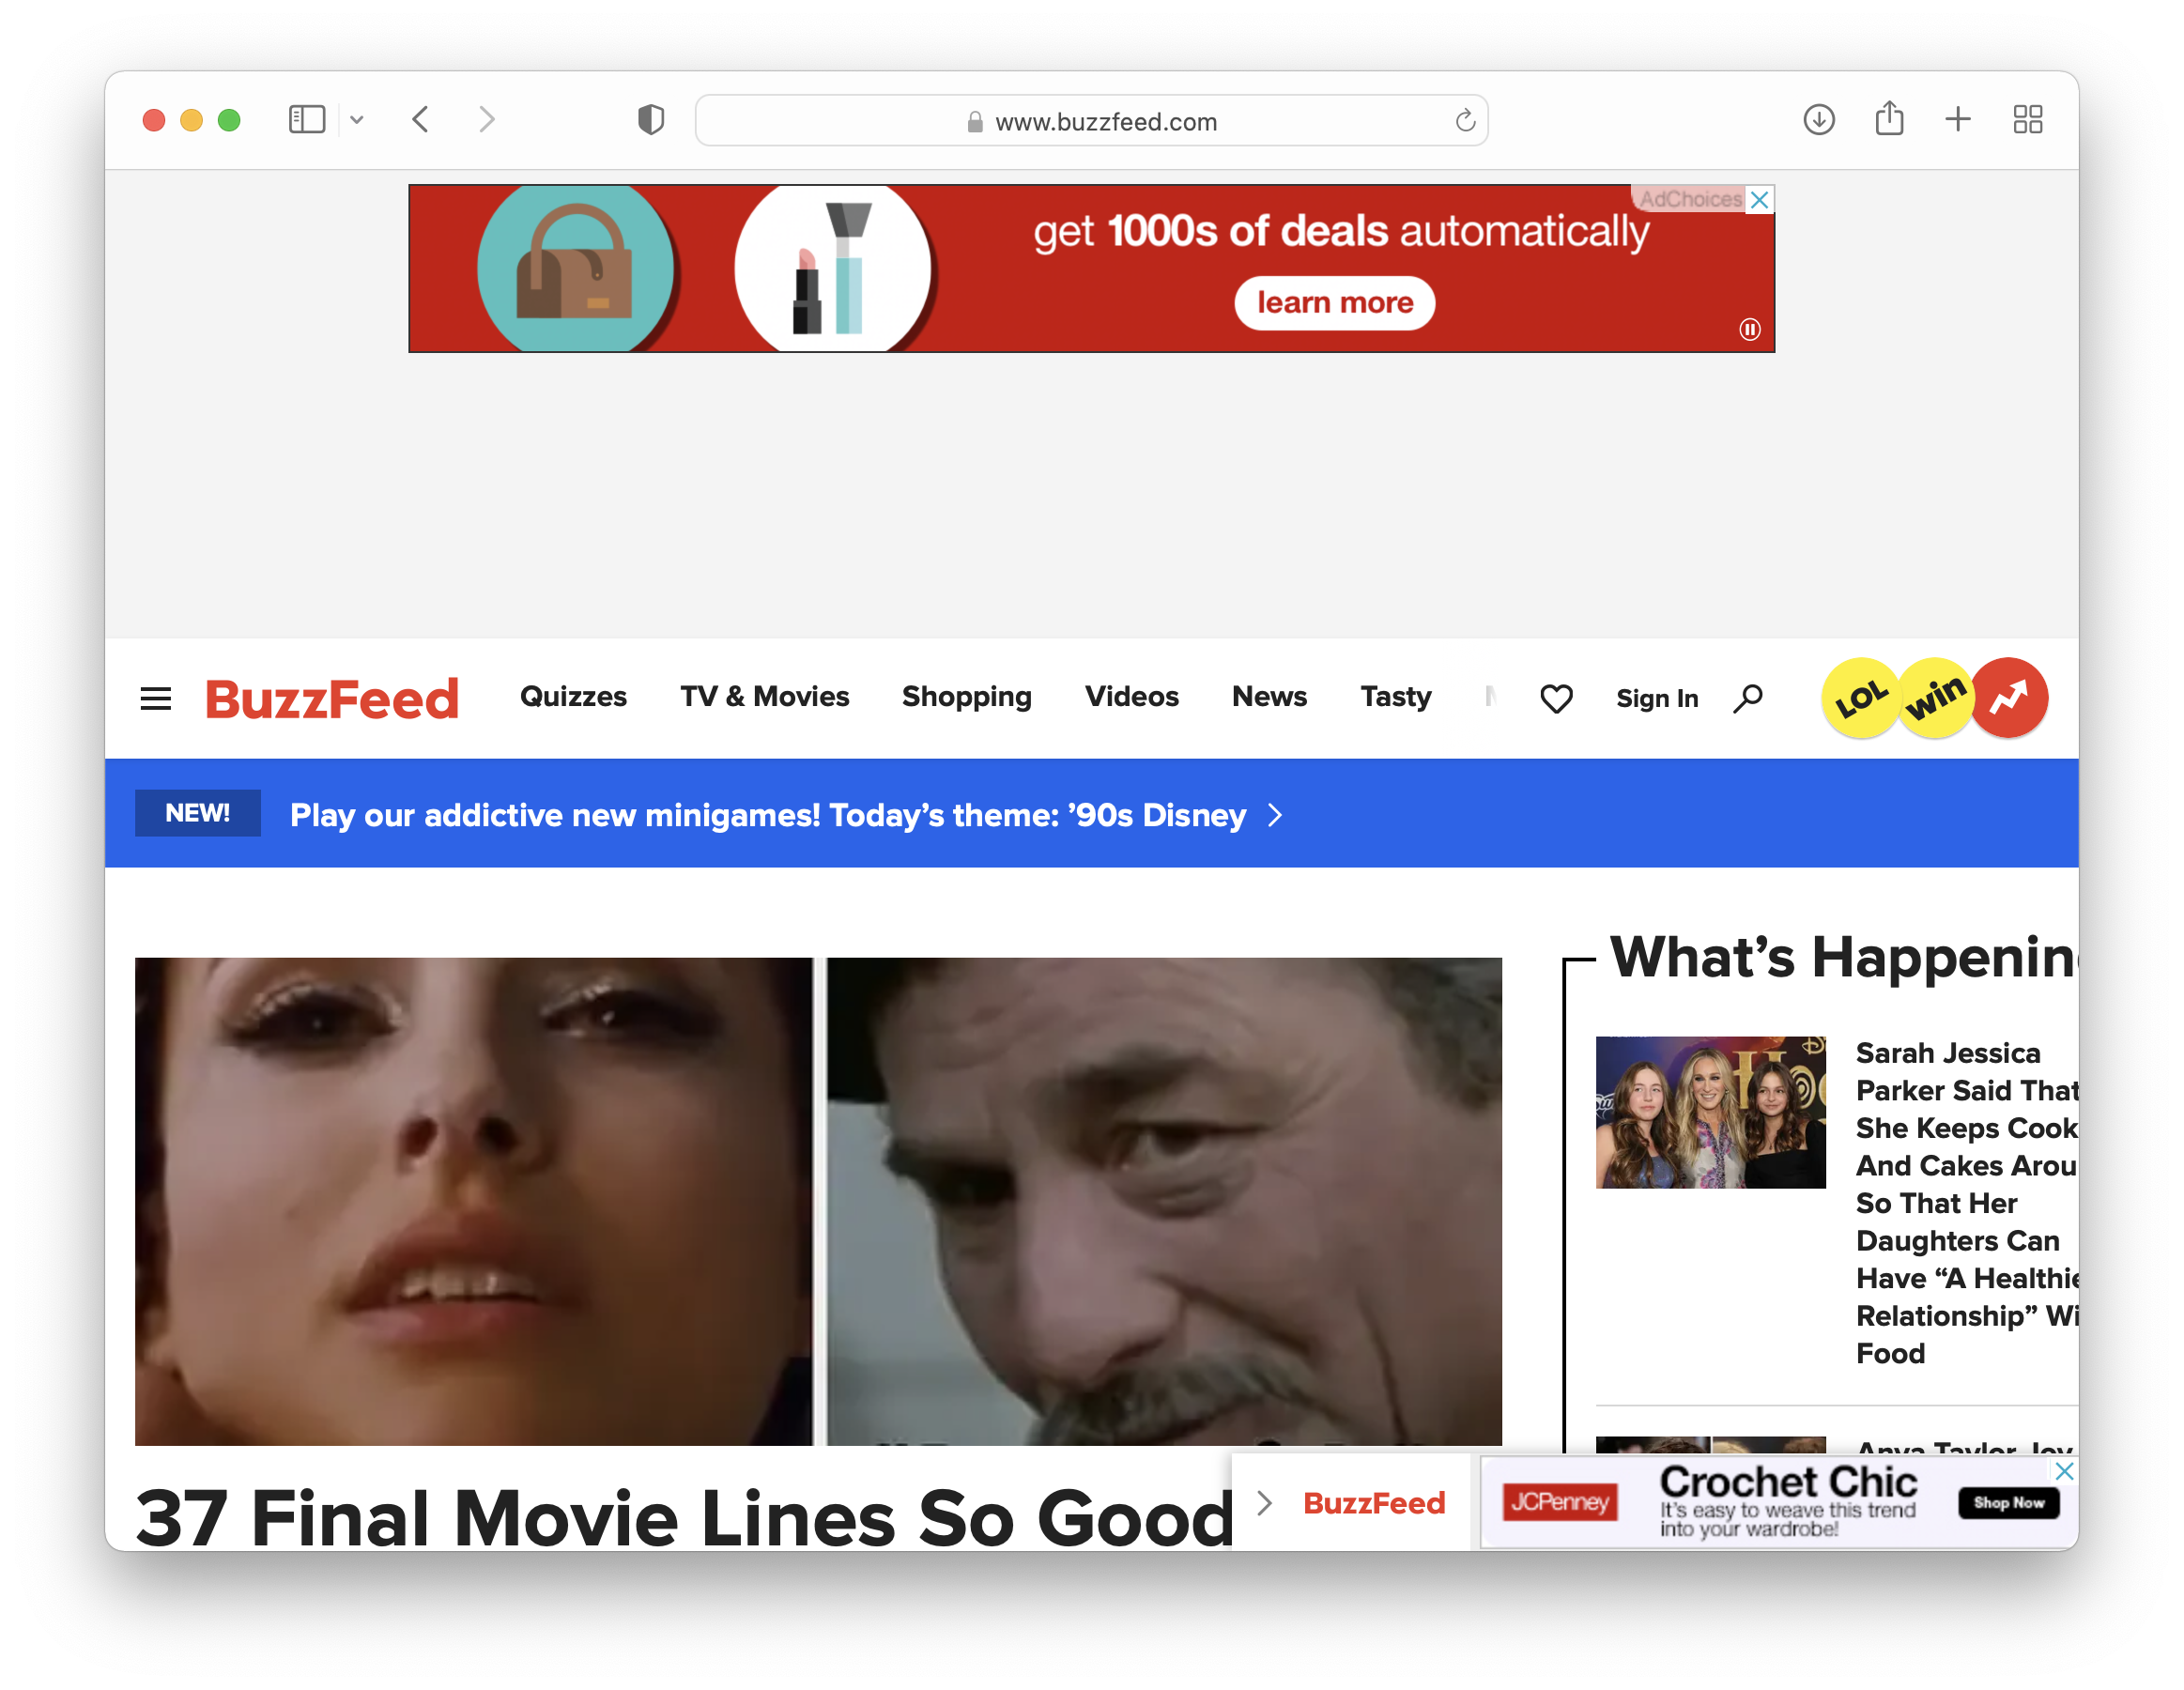 www.buzzfeed.com
AdChoices
get 1000s of deals automatically
learn more
BuzzFeed
Quizzes
TV & Movies
Shopping
Videos
News
Tasty
Sign In
LOL
win
NEW!
Play our addictive new minigames! Today’s theme: ’90s Disney
What’s Happenin
Sarah Jessica
Parker Said That
She Keeps Cook
And Cakes Arou
So That Her
Daughters Can
Have “A Healthie
Relationship” Wi
Food
Anya Taylor-Joy
37 Final Movie Lines So Good
BuzzFeed
JCPenney
Crochet Chic
It's easy to weave this trend
into your wardrobe!
Shop Now